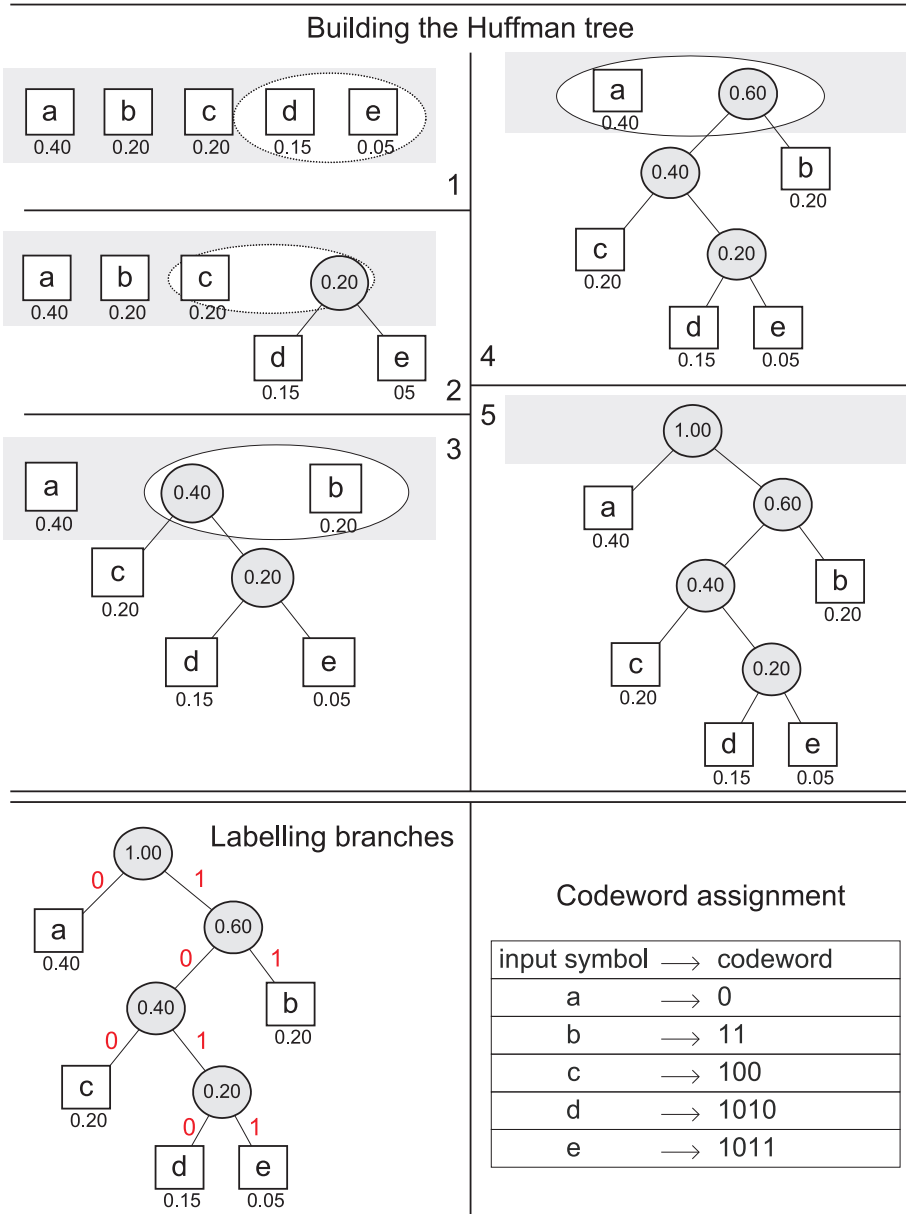 Building the Huffman tree
a b c d e
0.40 0.20 0.20 0.15 0.05
1
a b c 0.20
0.40 0.20 0.20
d e
0.15 05
2
3
a 0.40 b
0.40 0.20
c 0.20
0.20
d e
0.15 0.05
a 0.60
0.40
0.40 b
0.20
c 0.20
0.20
d e
0.15 0.05
4
5
1.00
a 0.60
0.40
0.40 b
0.20
c 0.20
0.20
d e
0.15 0.05
Labelling branches
1.00
0 1
a 0.60
0.40
0 1
0.40 b
0.20
0 1
c 0.20
0.20
0 1
d e
0.15 0.05
Codeword assignment
input symbol → codeword
a → 0
b → 11
c → 100
d → 1010
e → 1011